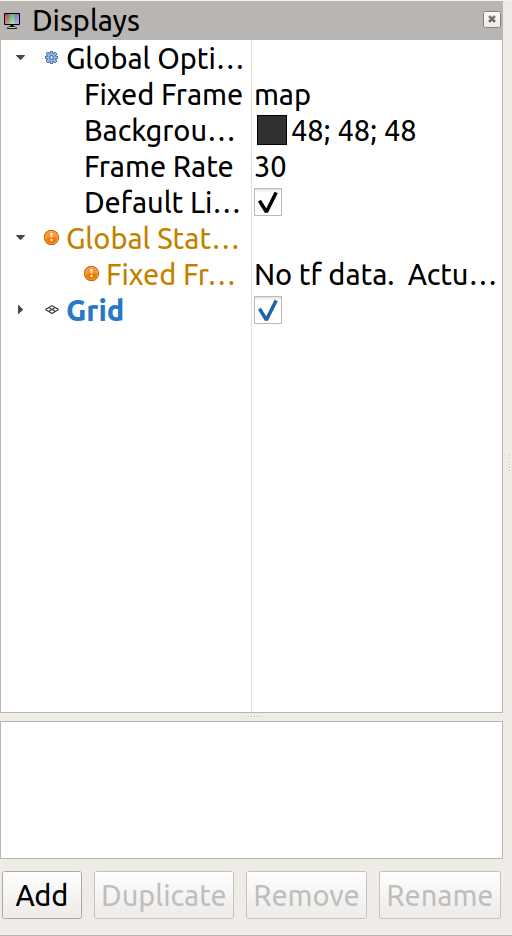 Displays
Global Opti...
Fixed Frame map
Backgrou... 48; 48; 48
Frame Rate 30
Default Li...
Global Stat...
Fixed Fr... No tf data.  Actu...
Grid
Add Duplicate Remove Rename